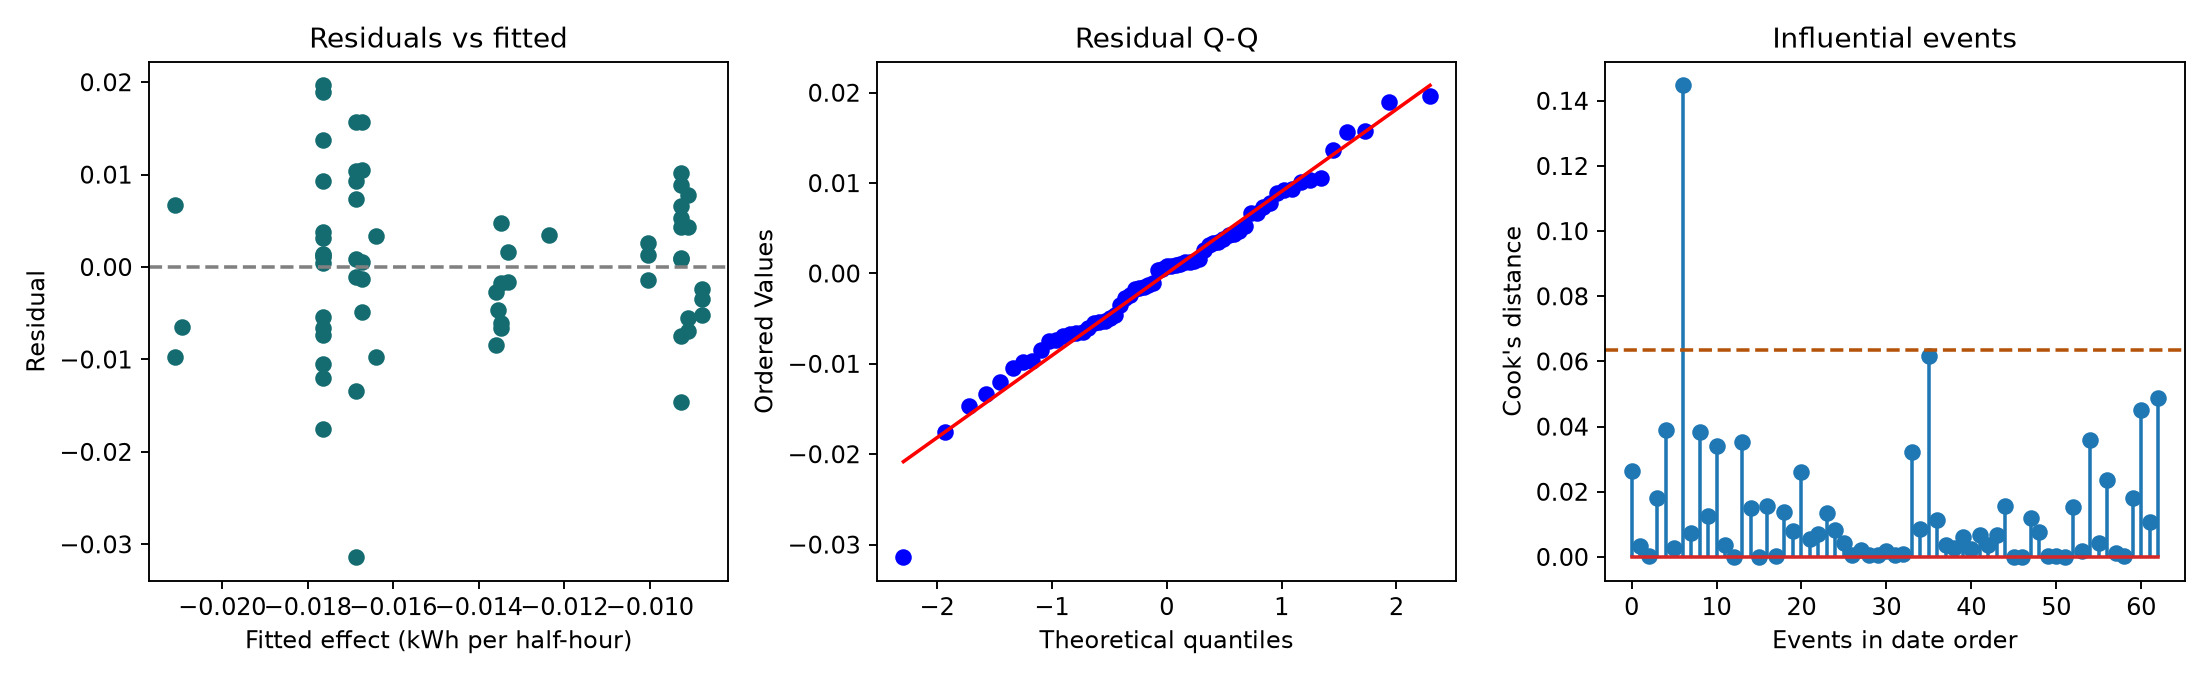 Residuals vs fitted
Residual
0.02
0.01
0.00
−0.01
−0.02
−0.03
−0.020 −0.018 −0.016 −0.014 −0.012 −0.010
Fitted effect (kWh per half-hour)
Residual Q-Q
Ordered Values
0.02
0.01
0.00
−0.01
−0.02
−0.03
−2 −1 0 1 2
Theoretical quantiles
Influential events
Cook's distance
0.14
0.12
0.10
0.08
0.06
0.04
0.02
0.00
0 10 20 30 40 50 60
Events in date order